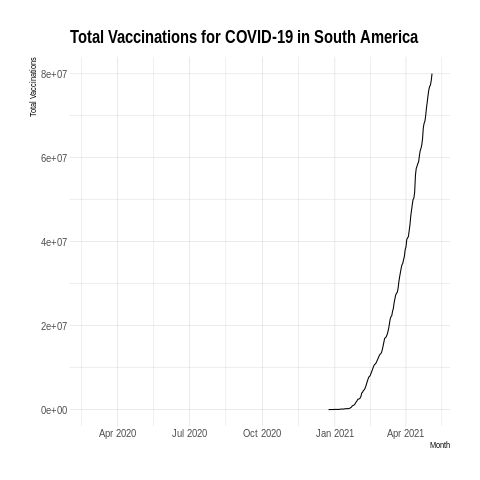 Total Vaccinations for COVID-19 in South America
Total Vaccinations
8e+07
6e+07
4e+07
2e+07
0e+00
Apr 2020 Jul 2020 Oct 2020 Jan 2021 Apr 2021
Month